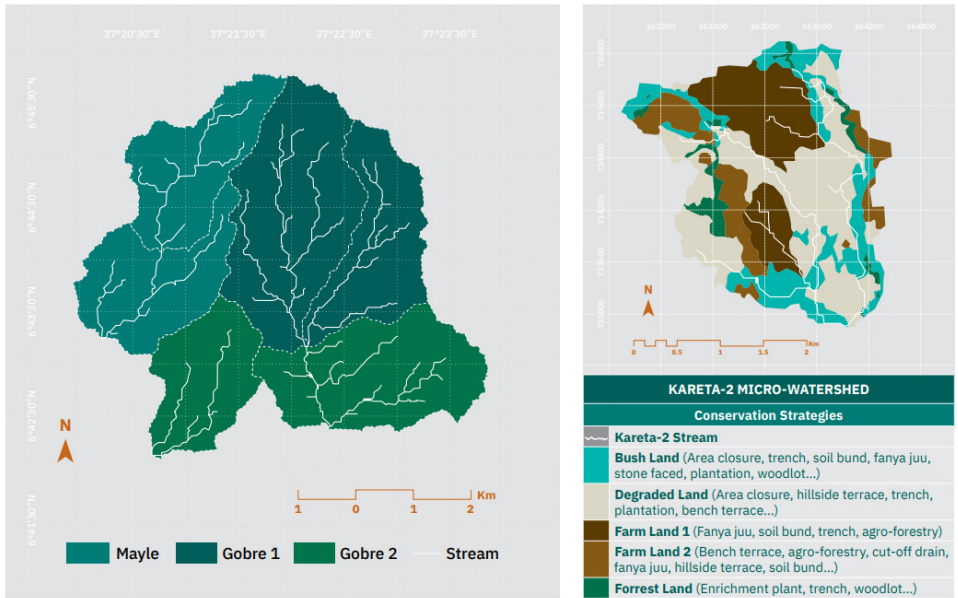 37°20'30"E 37°21'30"E 37°22'30"E 37°23'30"E
6°45'30"N
6°44'30"N
6°43'30"N
6°42'30"N
6°41'30"N
N
Km
1 0 1 2
Mayle Gobre 1 Gobre 2 Stream
362400 363000 363600 364200 364800
N
Km
0 0.5 1 1.5 2
KARETA-2 MICRO-WATERSHED
Conservation Strategies
Kareta-2 Stream
Bush Land (Area closure, trench, soil bund, fanya juu,
stone faced, plantation, woodlot...)
Degraded Land (Area closure, hillside terrace, trench,
plantation, bench terrace...)
Farm Land 1 (Fanya juu, soil bund, trench, agro-forestry)
Farm Land 2 (Bench terrace, agro-forestry, cut-off drain,
fanya juu, hillside terrace, soil bund...)
Forrest Land (Enrichment plant, trench, woodlot...)